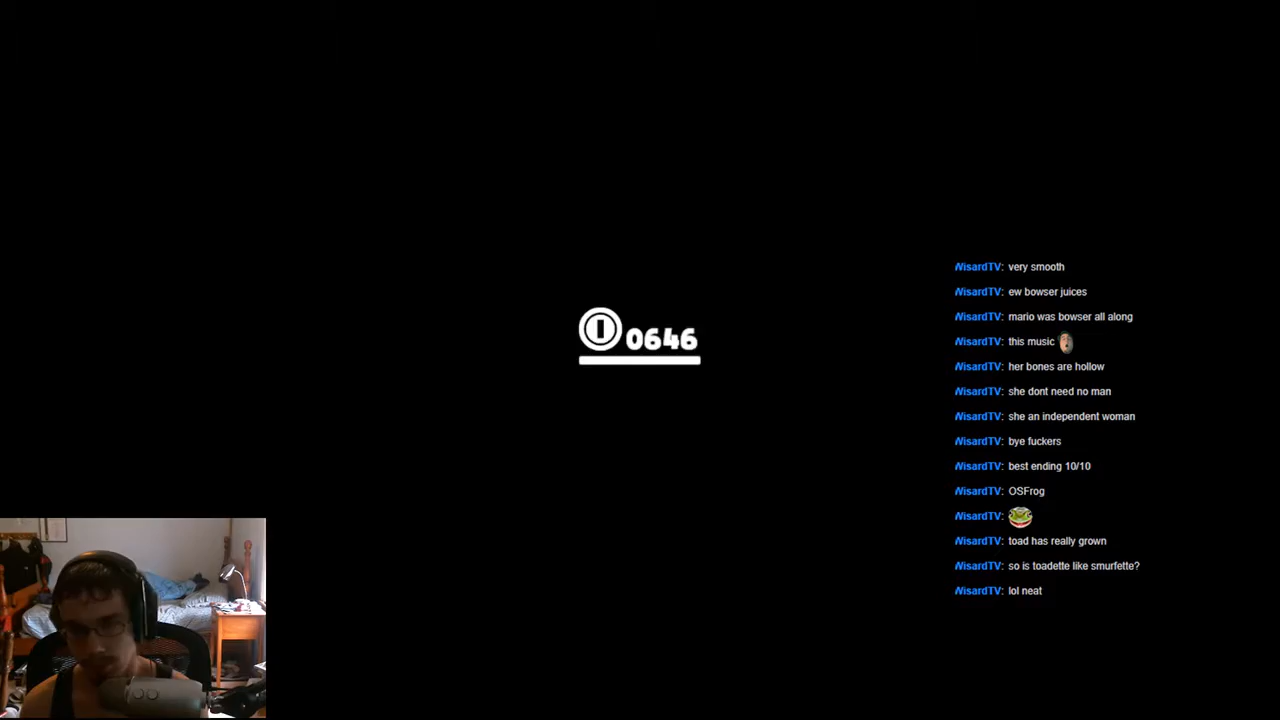 0646
WisardTV: very smooth
WisardTV: ew bowser juices
WisardTV: mario was bowser all along
WisardTV: this music
WisardTV: her bones are hollow
WisardTV: she dont need no man
WisardTV: she an independent woman
WisardTV: bye fuckers
WisardTV: best ending 10/10
WisardTV: OSFrog
WisardTV:
WisardTV: toad has really grown
WisardTV: so is toadette like smurfette?
WisardTV: lol neat